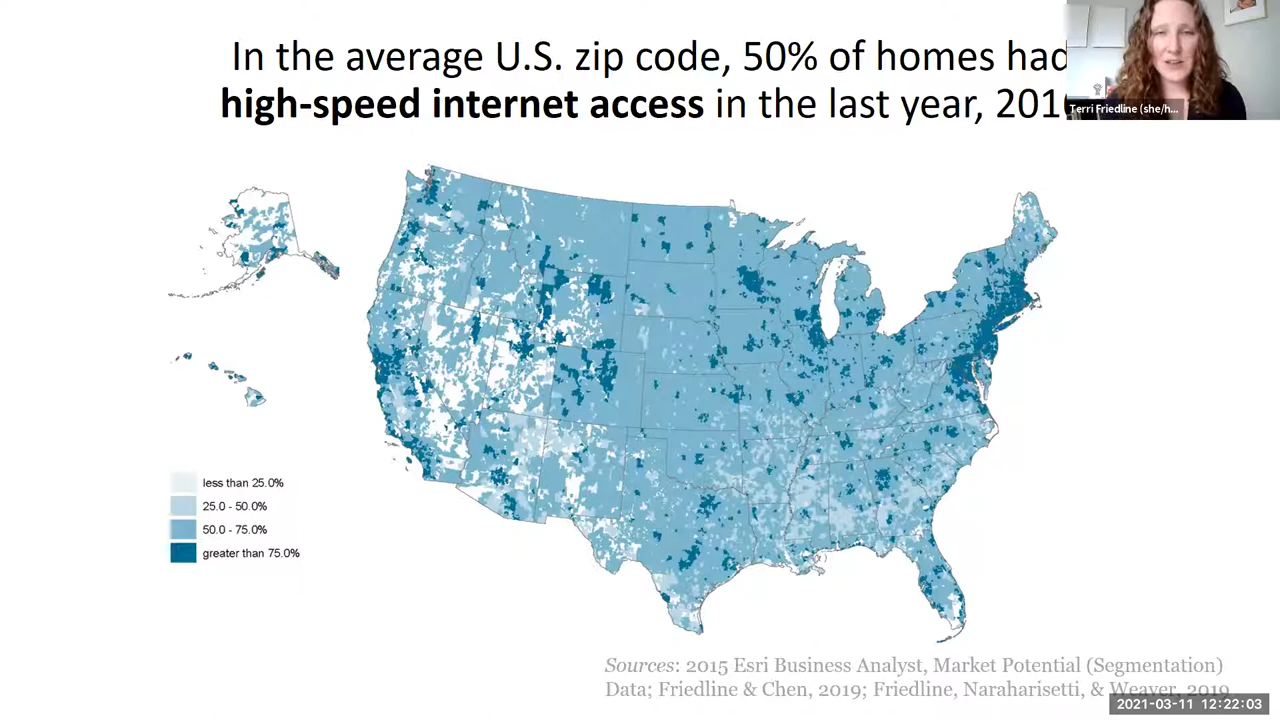 In the average U.S. zip code, 50% of homes had
high-speed internet access in the last year, 201
Terri Friedline (she/h...
less than 25.0%
25.0 - 50.0%
50.0 - 75.0%
greater than 75.0%
Sources: 2015 Esri Business Analyst, Market Potential (Segmentation)
Data; Friedline & Chen, 2019; Friedline, Naraharisetti, & Weaver, 2019
2021-03-11 12:22:03